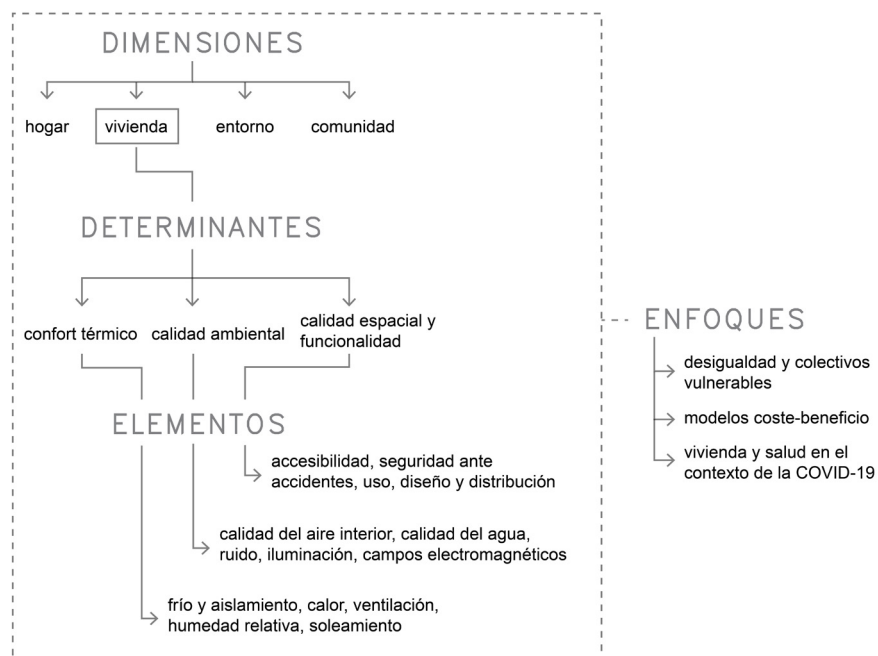 DIMENSIONES
hogar
vivienda
entorno
comunidad
DETERMINANTES
confort térmico
calidad ambiental
calidad espacial y
funcionalidad
ELEMENTOS
accesibilidad, seguridad ante
accidentes, uso, diseño y distribución
calidad del aire interior, calidad del agua,
ruido, iluminación, campos electromagnéticos
frío y aislamiento, calor, ventilación,
humedad relativa, soleamiento
ENFOQUES
desigualdad y colectivos
vulnerables
modelos coste-beneficio
vivienda y salud en el
contexto de la COVID-19